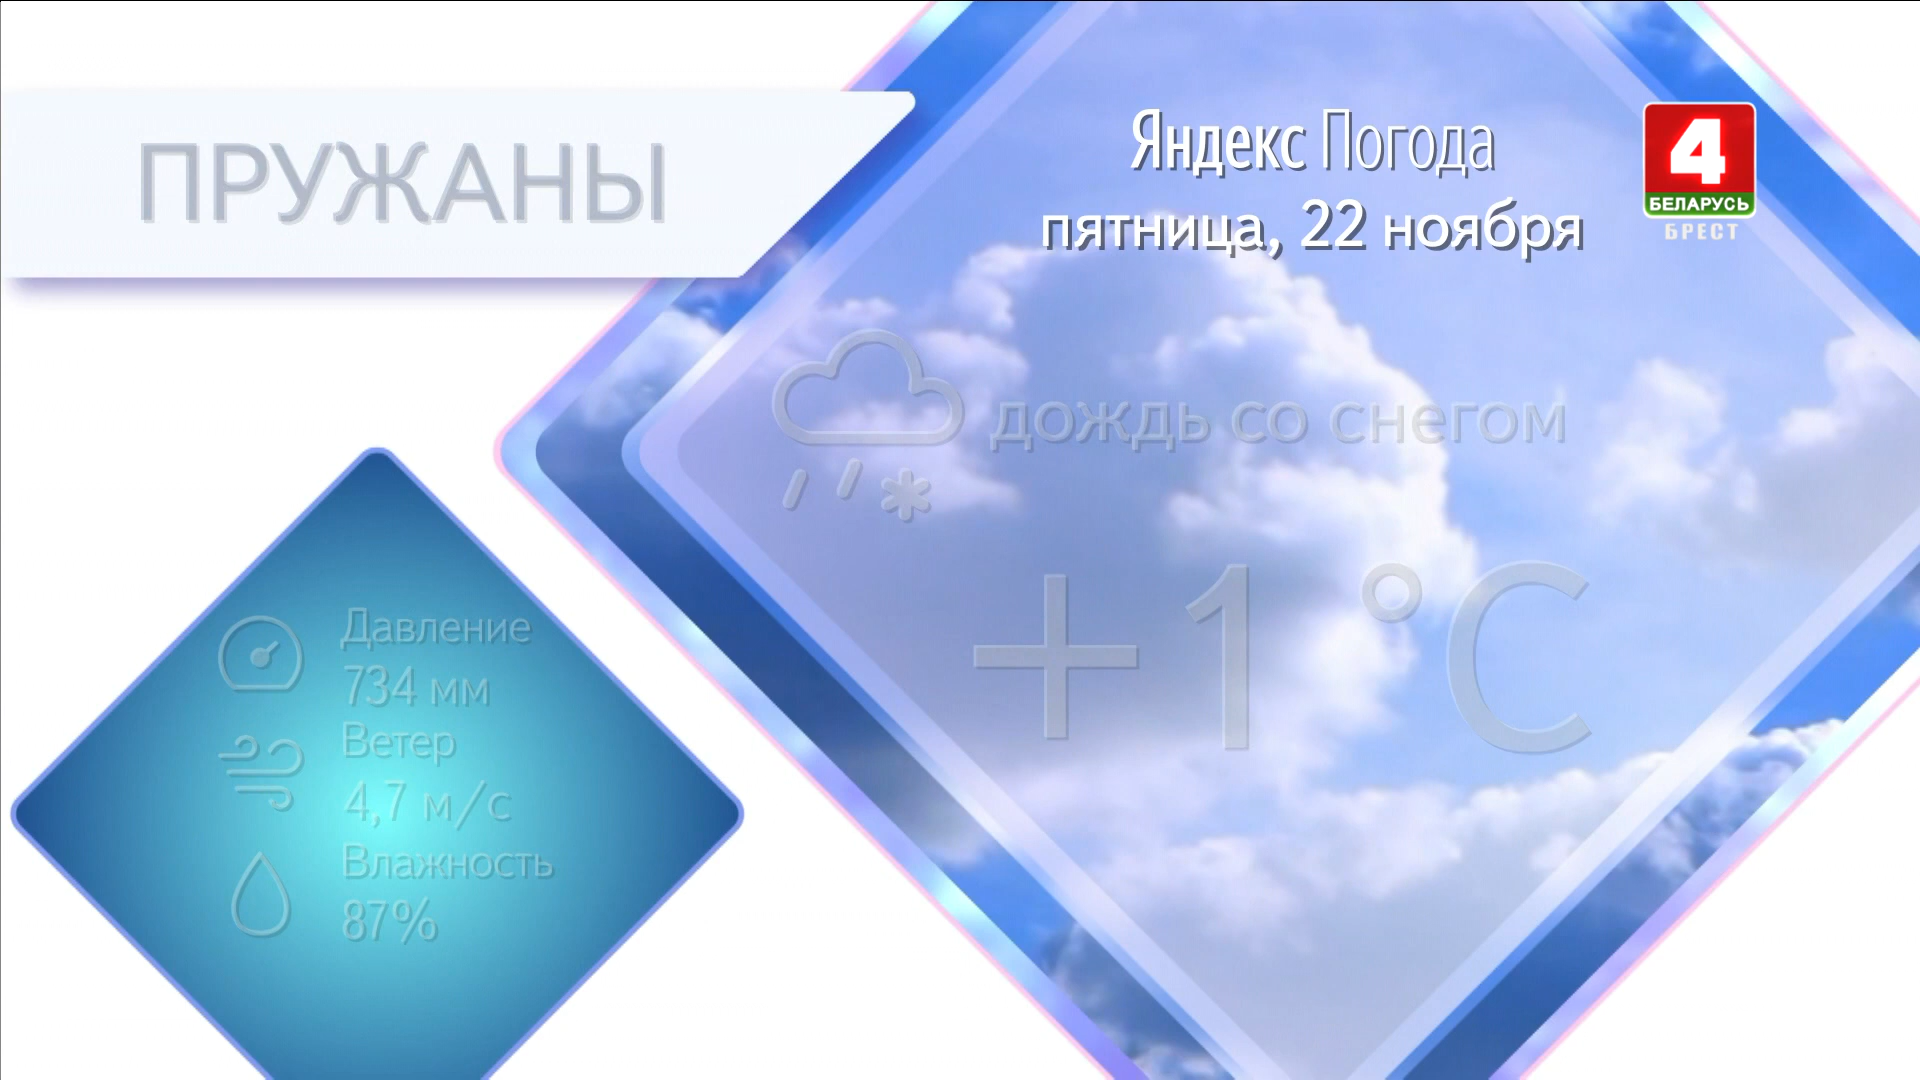 ПРУЖАНЫ
Яндекс Погода
пятница, 22 ноября
4
БЕЛАРУСЬ
БРЕСТ
дождь со снегом
+1 °C
Давление
734 мм
Ветер
4,7 м/с
Влажность
87%